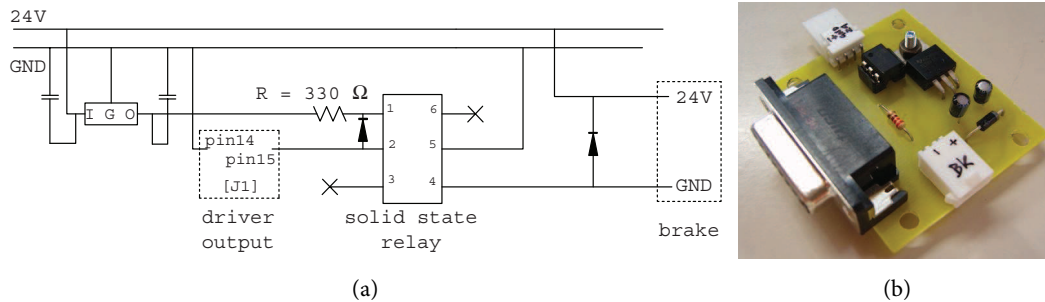 24V
GND
I G O
R = 330 Ω
pin14
pin15
[J1]
driver
output
1
2
3
6
5
4
solid state
relay
24V
GND
brake
(a)
- +
BK
(b)